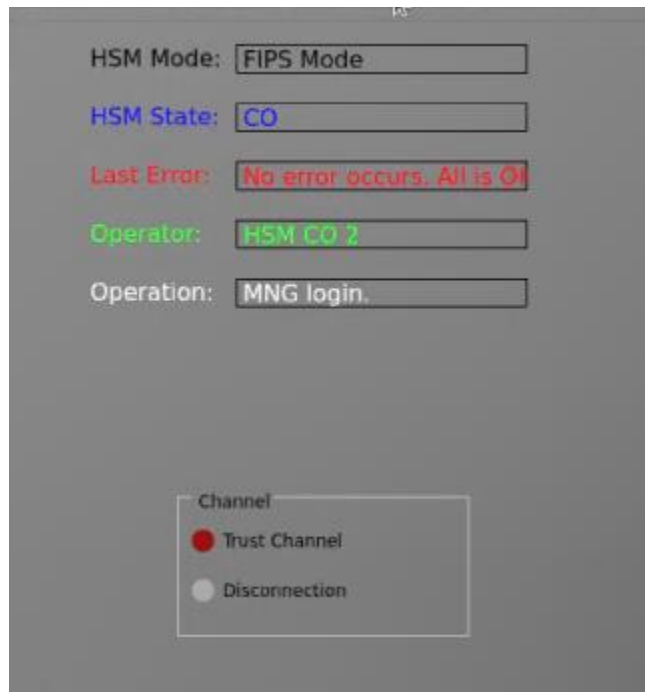 HSM Mode: FIPS Mode
HSM State: CO
Last Error: No error occurs. All is
Operator: HSM CO 2
Operation: MNG login.
Channel
Trust Channel
Disconnection